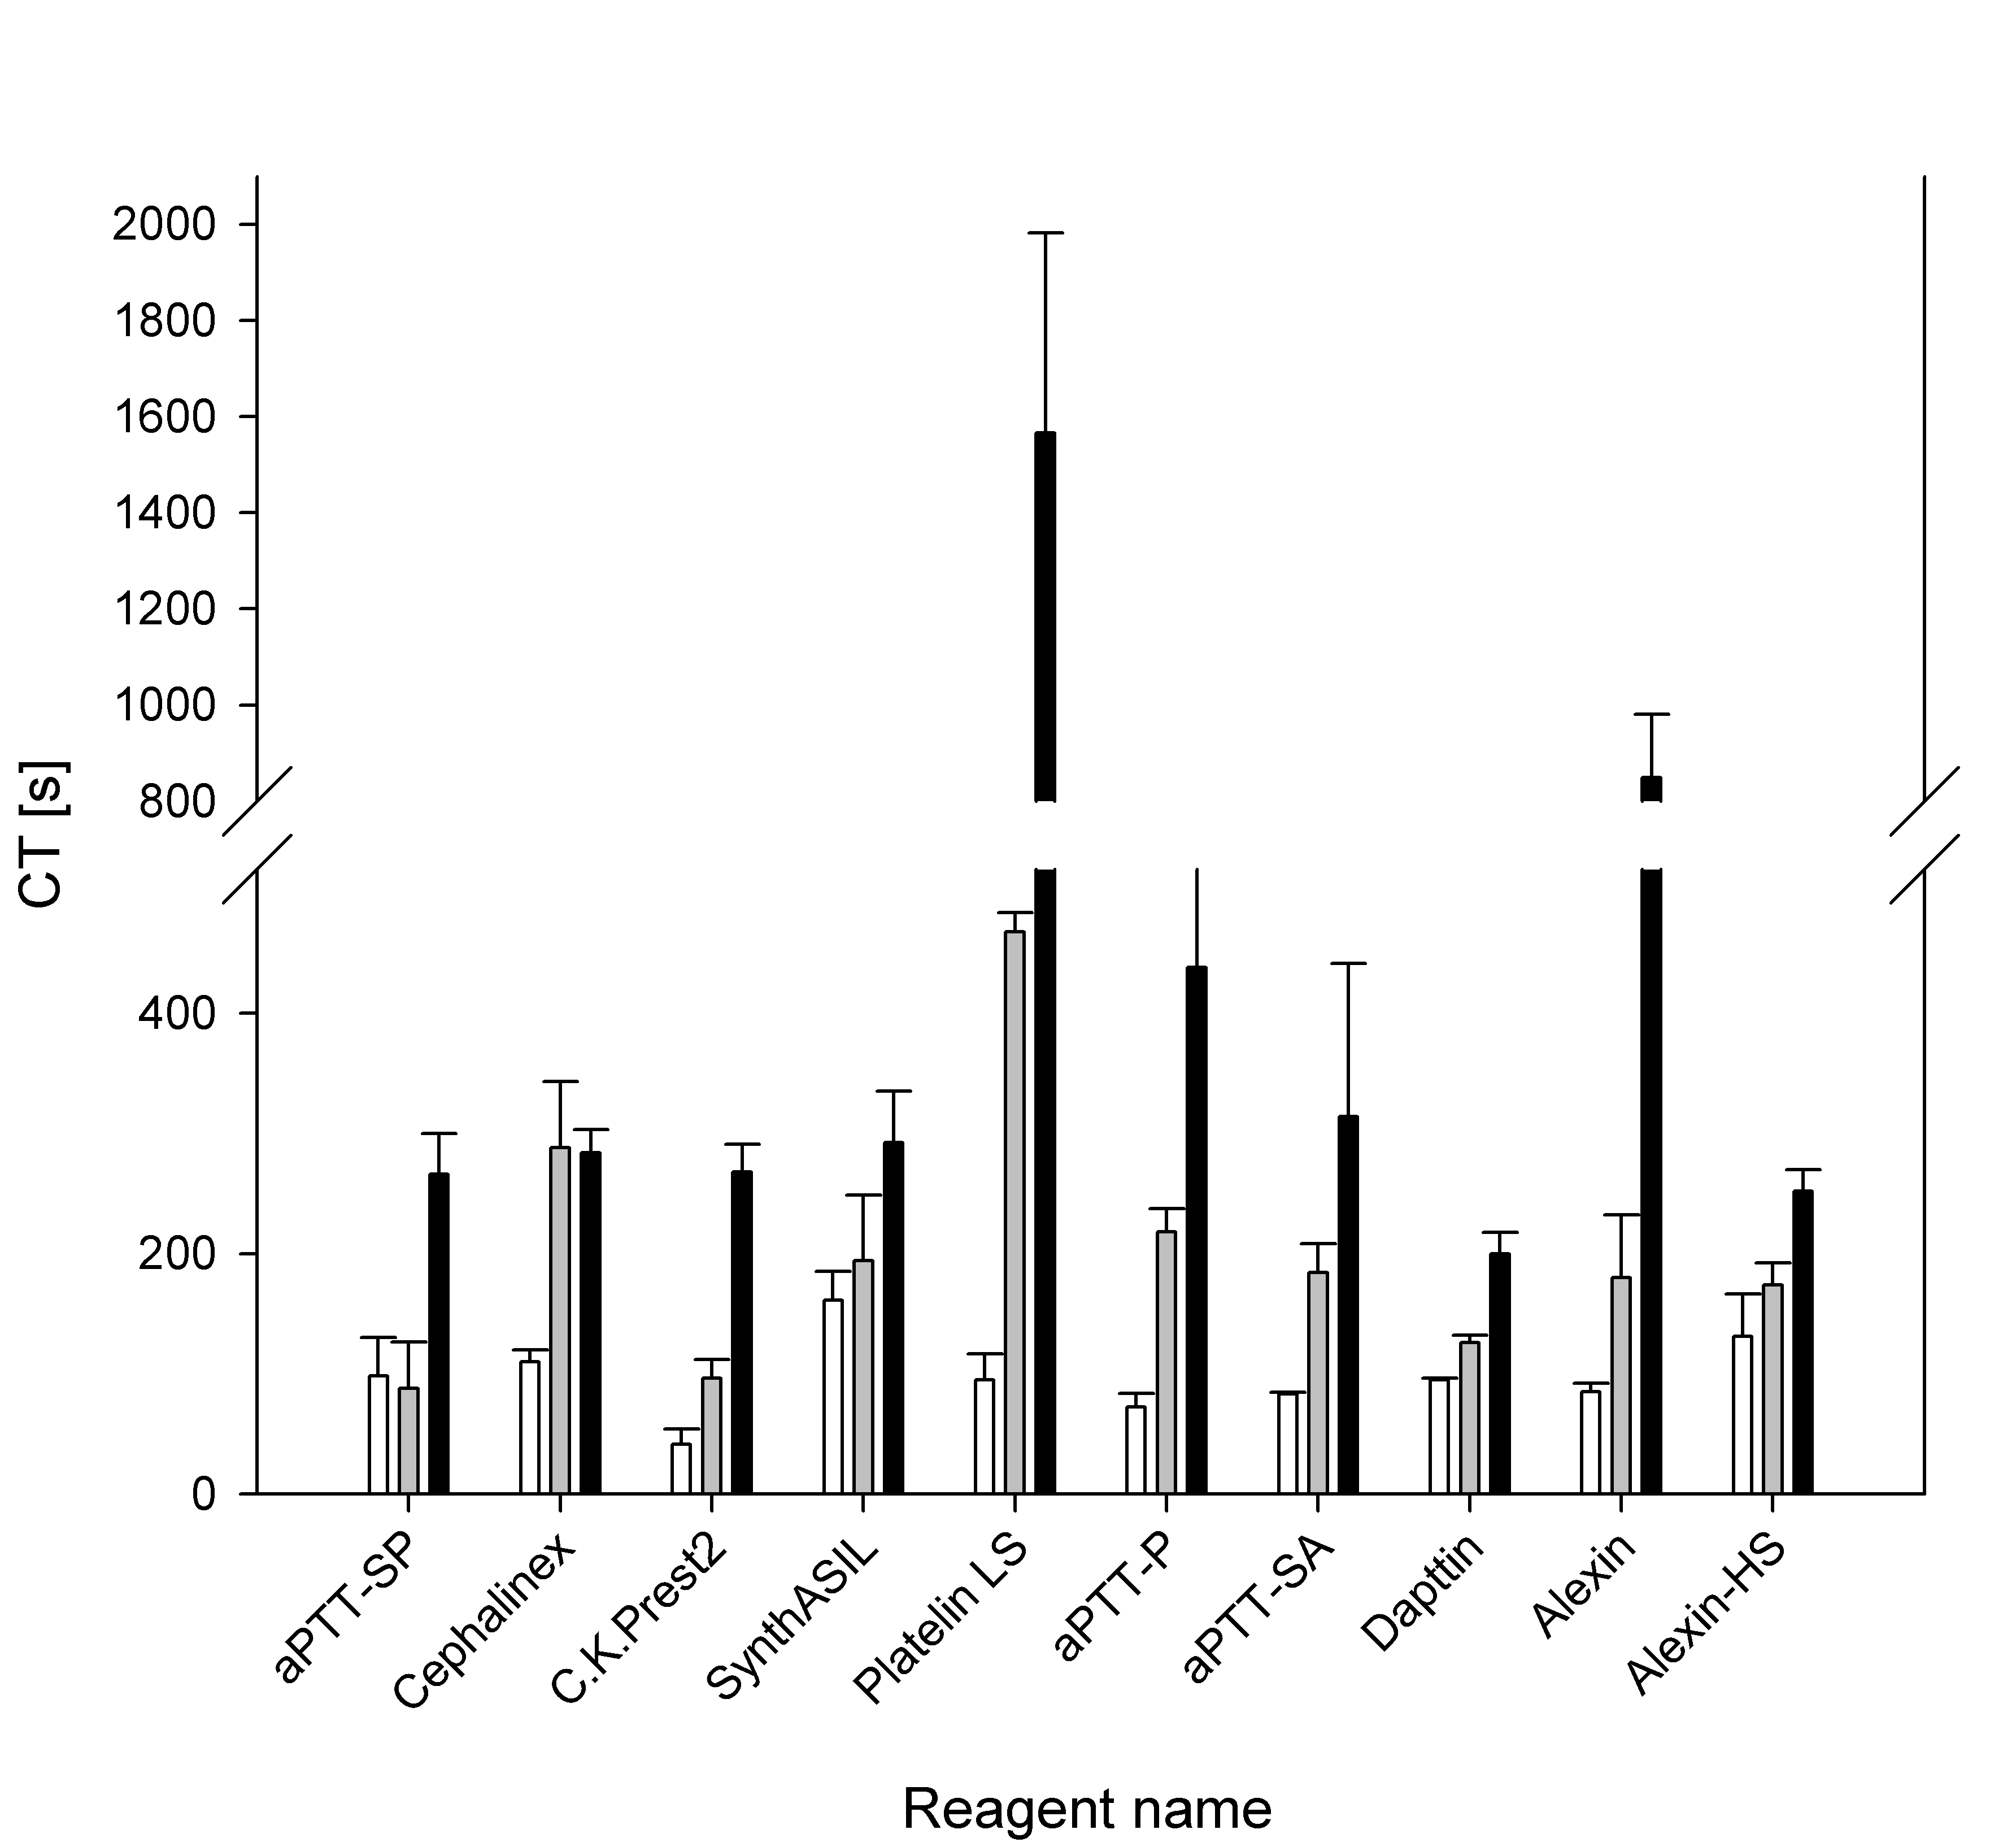 2000
1800
1600
1400
1200
1000
800
400
200
0
CT [s]
aPTT-SP
Cephalinex
C.K.Prest2
SynthASIL
Platelin LS
aPTT-P
aPTT-SA
Dapttin
Alexin
Alexin-HS
Reagent name